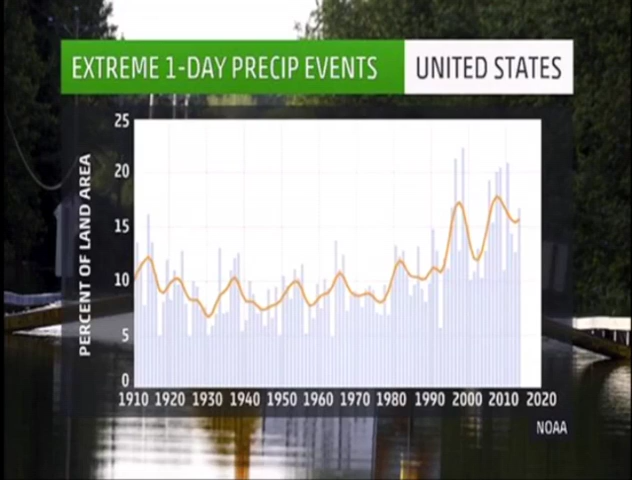 EXTREME 1-DAY PRECIP EVENTS UNITED STATES
25
20
15
10
5
0
PERCENT OF LAND AREA
1910 1920 1930 1940 1950 1960 1970 1980 1990 2000 2010 2020
NOAA